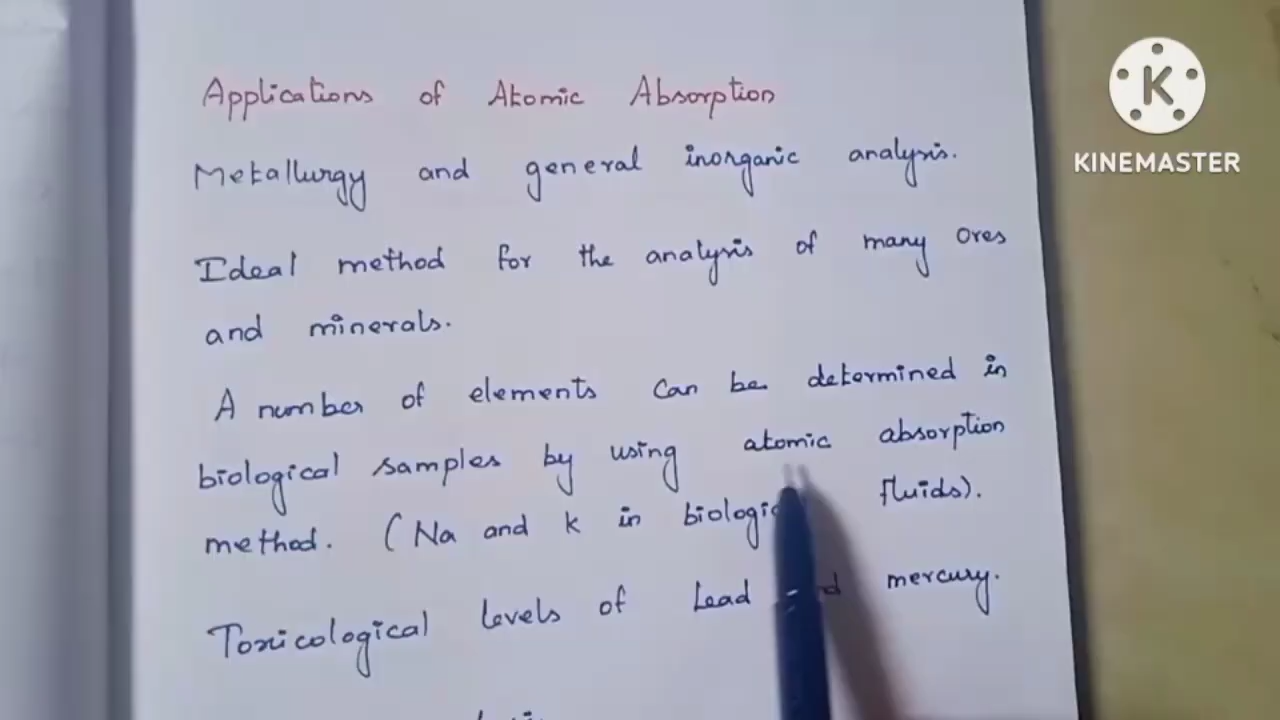 Applications of Atomic Absorption
Metallurgy and general inorganic analysis.
Ideal method for the analysis of many ores
and minerals.
A number of elements can be determined in
biological samples by using atomic absorption
method. (Na and k in fluids).
Toxicological levels of Lead mercury.
K
KINEMASTER